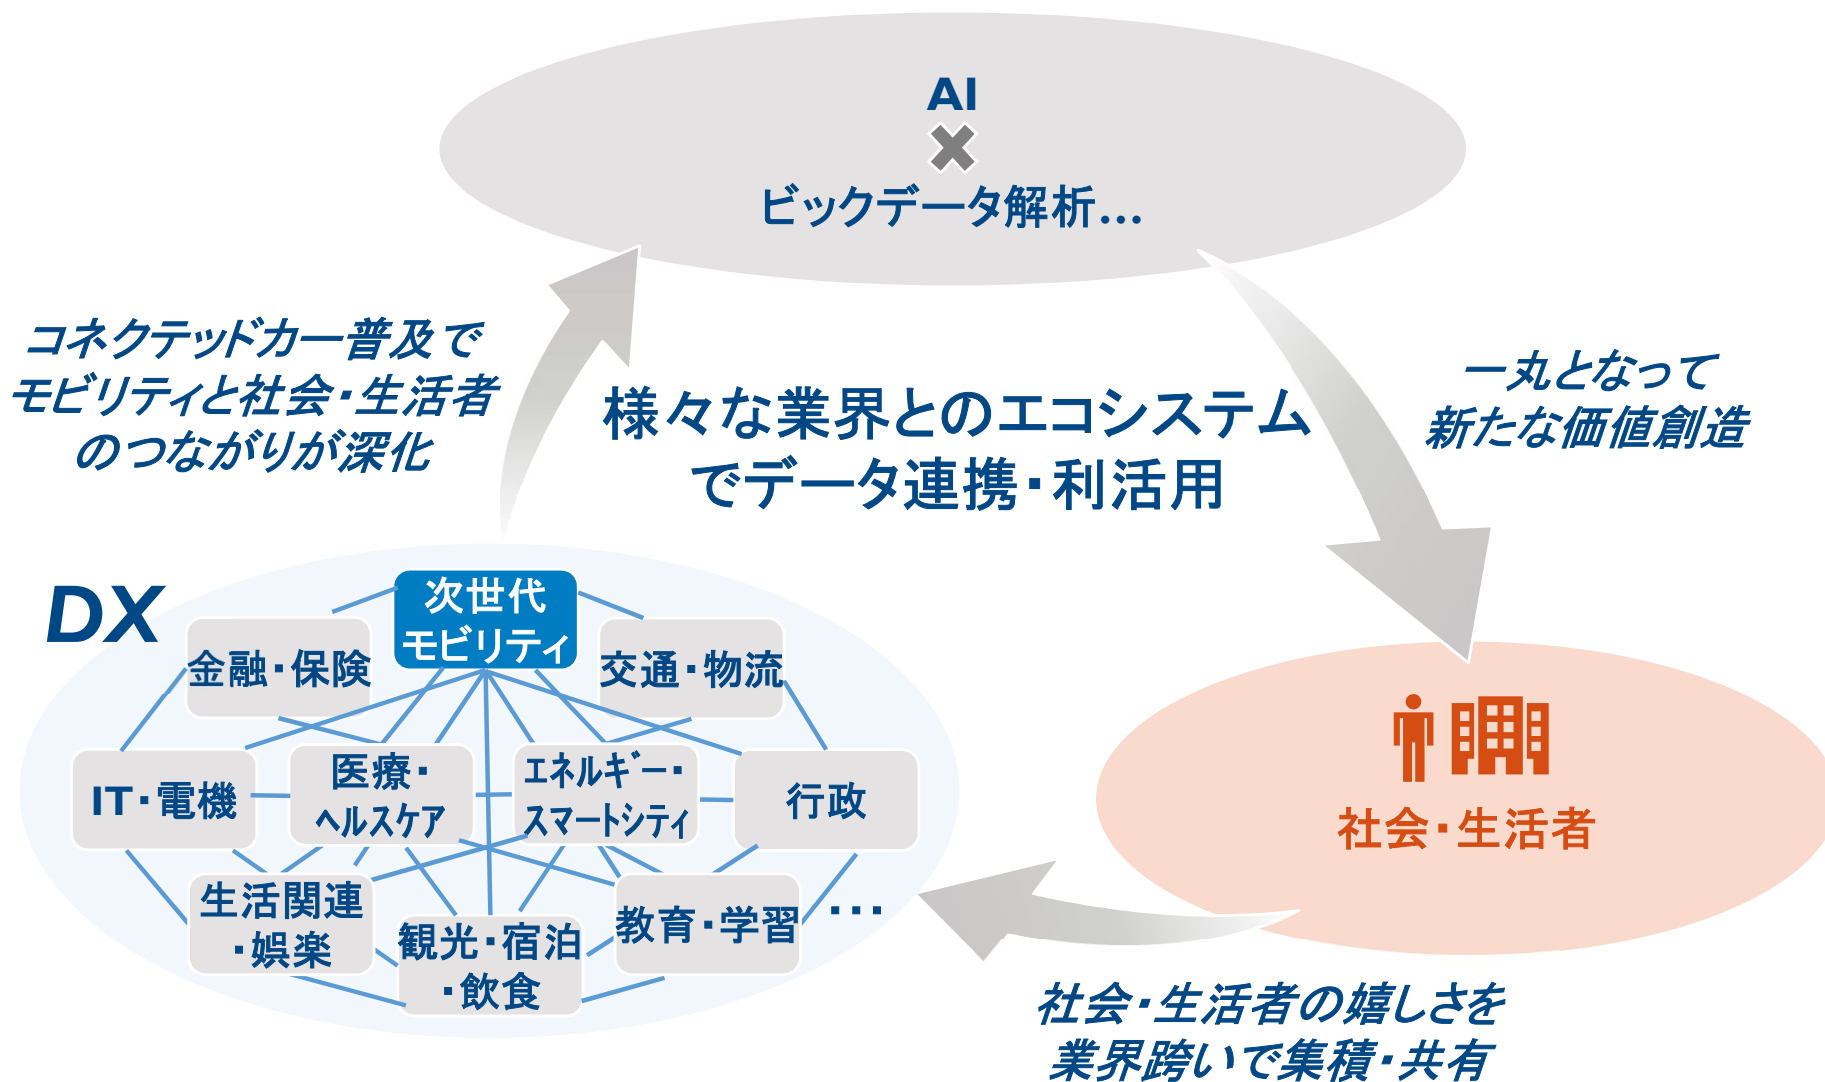 AI
ビックデータ解析...
コネクテッドカー普及で
モビリティと社会・生活者
のつながりが深化
様々な業界とのエコシステム
でデータ連携・利活用
一丸となって
新たな価値創造
DX
次世代
モビリティ
金融・保険
交通・物流
IT・電機
医療・
ヘルスケア
エネルギー・
スマートシティ
行政
生活関連
・娯楽
観光・宿泊
・飲食
教育・学習
…
社会・生活者
社会・生活者の嬉しさを
業界跨いで集積・共有